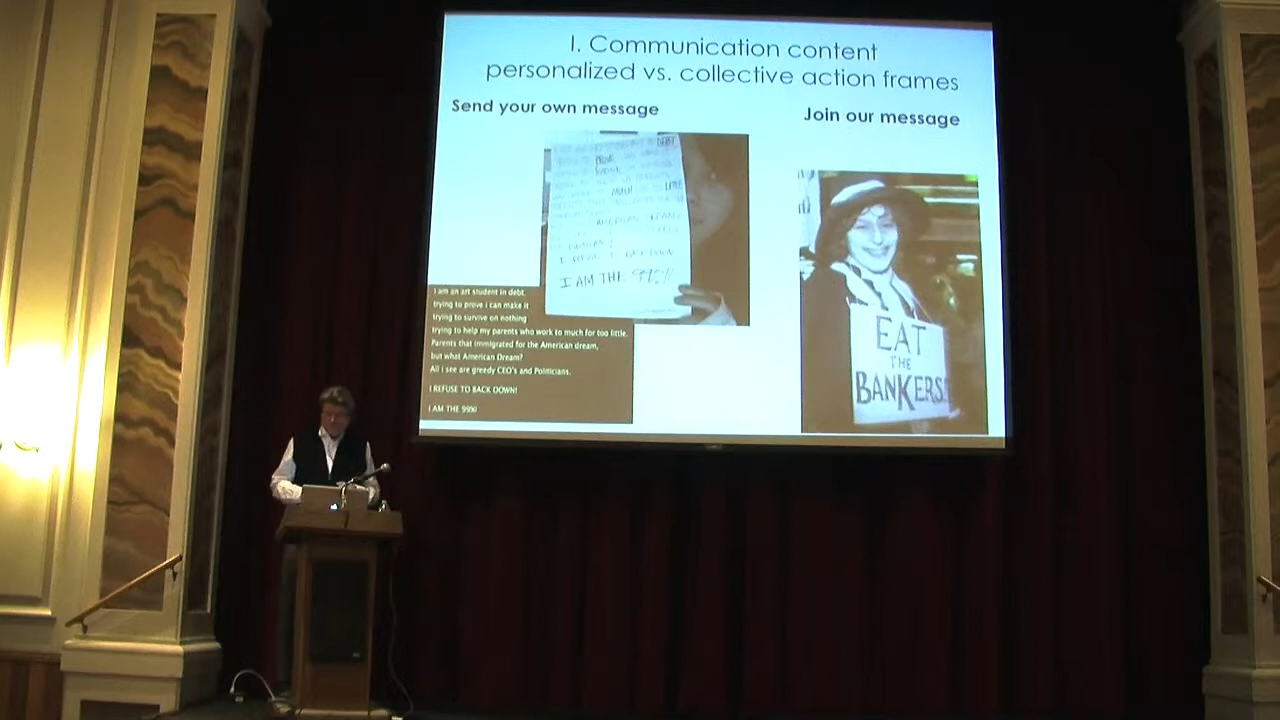 I. Communication content
personalized vs. collective action frames
Send your own message
Join our message
DEBT
AMERICAN
I AM THE 99%!!
I am an art student in debt.
trying to prove i can make it
trying to survive on nothing
trying to help my parents who work to much for too little.
Parents that immigrated for the American dream,
but what American Dream?
All i see are greedy CEO's and Politicians.
I REFUSE TO BACK DOWN!
I AM THE 99%!
EAT
THE
BANKERS!